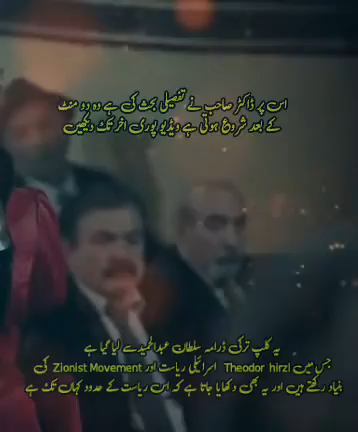 اس پر ڈاکٹر صاحب نے تفصیلی بحث کی ہے وہ دو منٹ
کے بعد شروع ہوتی ہے ویڈیو پوری اخر تک دیکھیں
یہ کلپ ترکی ڈرامہ سلطان عبدالحمید سے لیا گیا ہے
جس میں Theodor hirzl اسرائیلی ریاست اور Zionist Movement کی
بنیاد رکھتے ہیں اور یہ بھی دکھایا جاتا ہے کہ اس ریاست کے حدود کہاں تک ہے